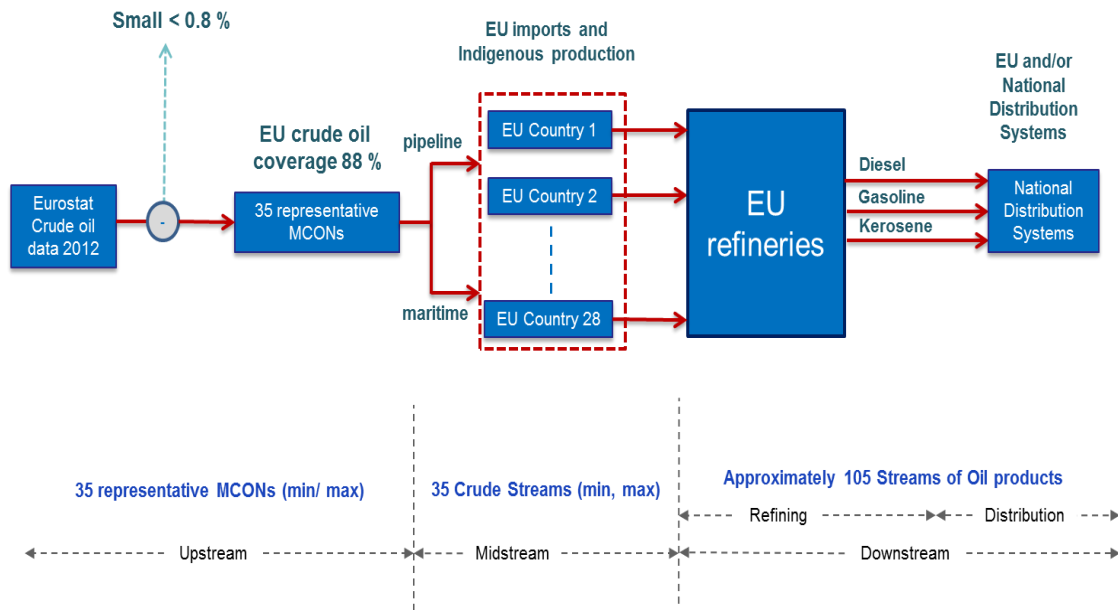 Small < 0.8 %
EU imports and
Indigenous production
EU and/or
National
Distribution
Systems
EU crude oil
coverage 88 %
pipeline
maritime
Eurostat
Crude oil
data 2012
-
35 representative
MCONs
EU Country 1
EU Country 2
EU Country 28
EU
refineries
Diesel
Gasoline
Kerosene
National
Distribution
Systems
35 representative MCONs (min/ max)
35 Crude Streams (min, max)
Approximately 105 Streams of Oil products
Refining
Distribution
Upstream
Midstream
Downstream